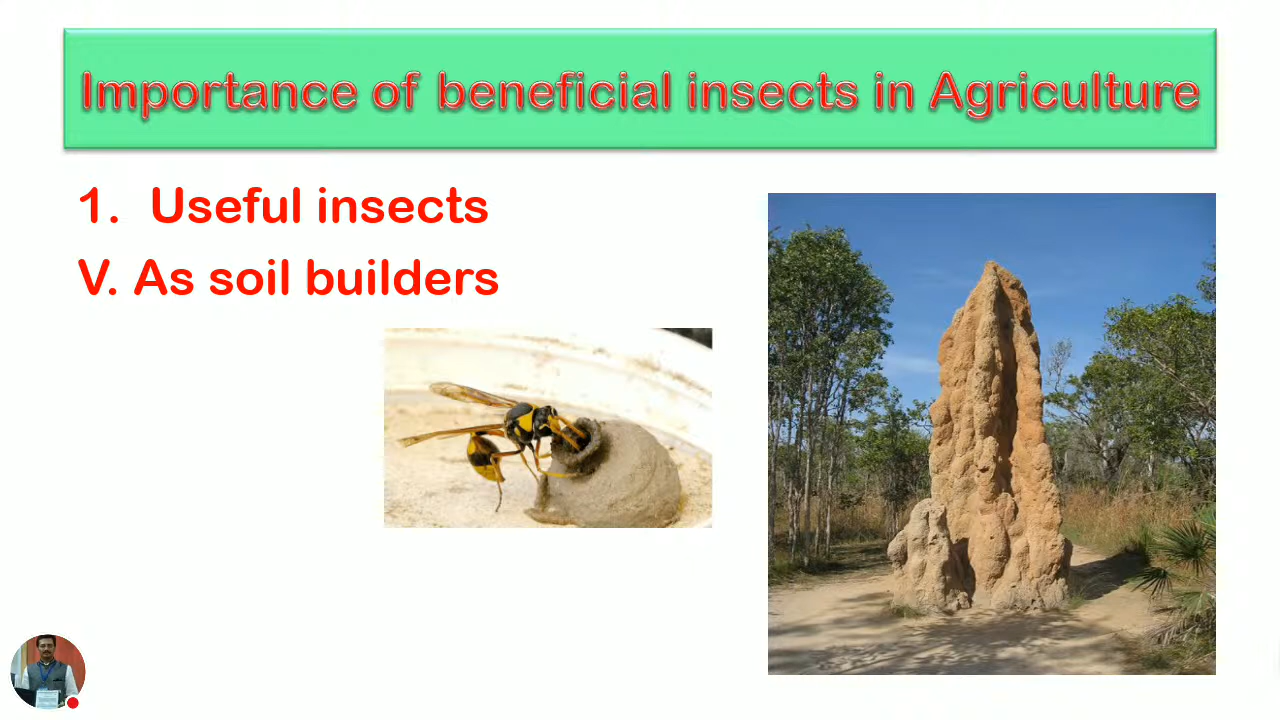 Importance of beneficial insects in Agriculture
1. Useful insects
V. As soil builders